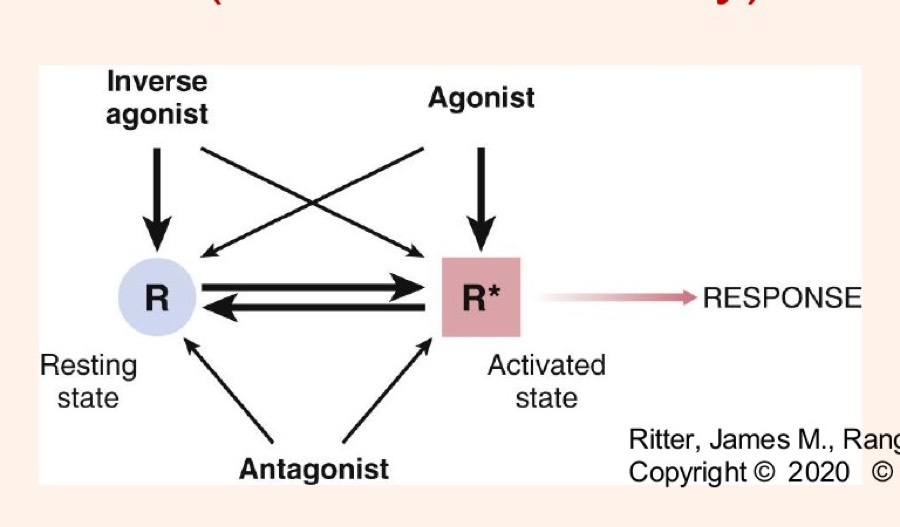 Inverse
agonist
Agonist
R
R*
RESPONSE
Resting
state
Activated
state
Antagonist
Ritter, James M.,
Copyright © 2020 ©